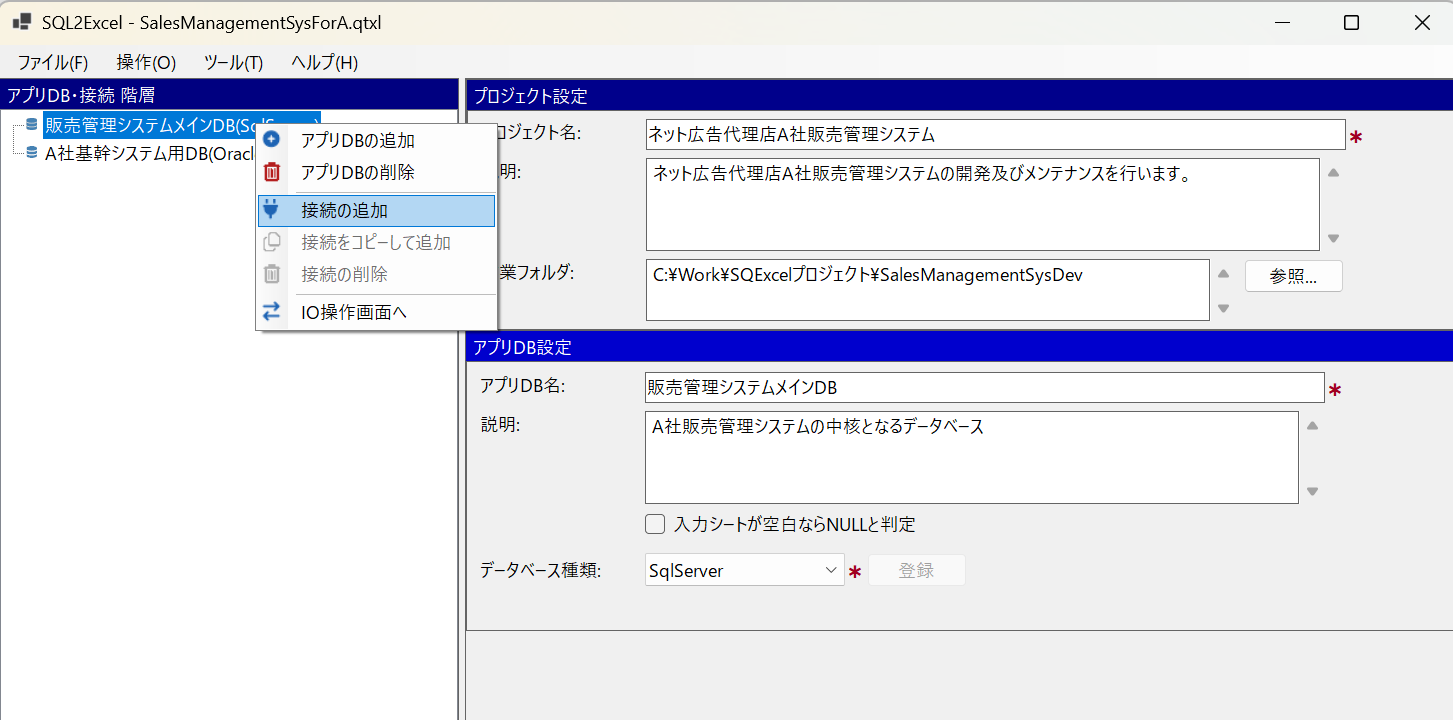 SQL2Excel - SalesManagementSysForA.qtxl
ファイル(F) 操作(O) ツール(T) ヘルプ(H)
アプリDB・接続 階層
販売管理システムメインDB(
A社基幹システム用DB(Oracl
アプリDBの追加
アプリDBの削除
接続の追加
接続をコピーして追加
接続の削除
IO操作画面へ
プロジェクト設定
ロジェクト名:
ネット広告代理店A社販売管理システム
*
明:
ネット広告代理店A社販売管理システムの開発及びメンテナンスを行います。
業フォルダ:
C:¥Work¥SQExcelプロジェクト¥SalesManagementSysDev
参照...
アプリDB設定
アプリDB名:
販売管理システムメインDB
*
説明:
A社販売管理システムの中核となるデータベース
入力シートが空白ならNULLと判定
データベース種類:
SqlServer
*
登録